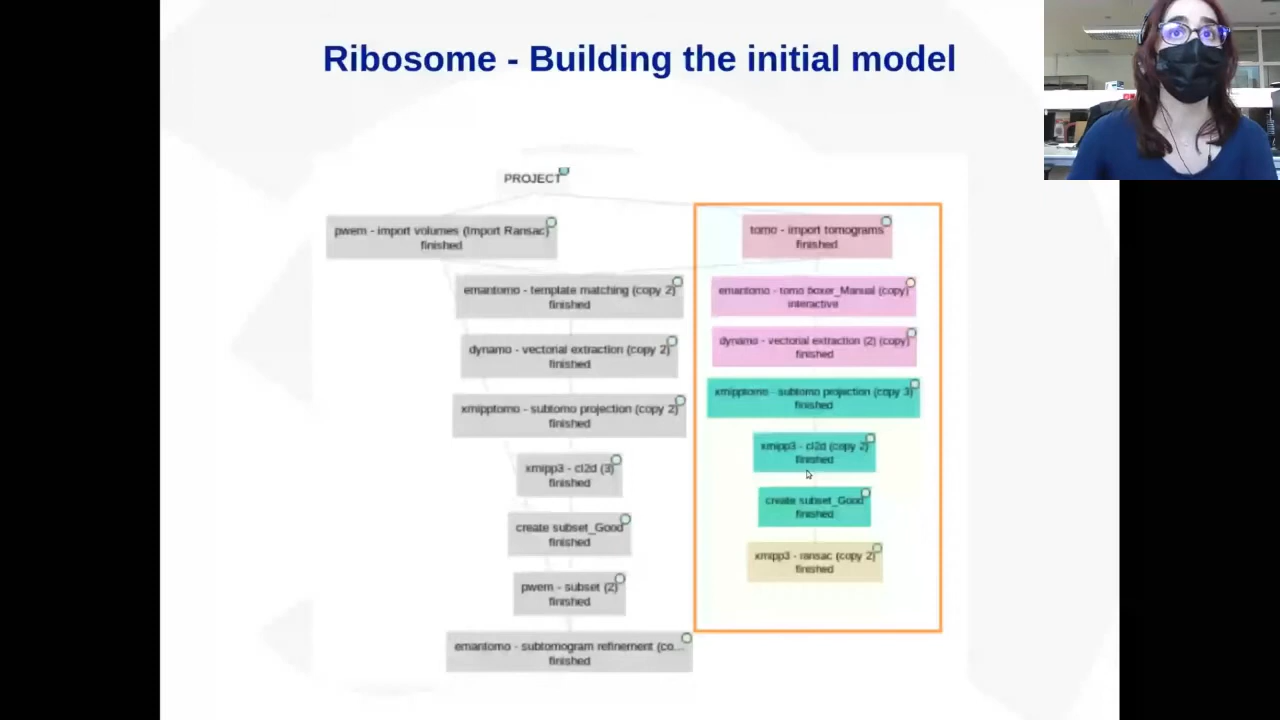 Ribosome - Building the initial model
PROJECT
pwem - import volumes (Import Ransac)
finished
emantomo - template matching (copy 2)
finished
dynamo - vectorial extraction (copy 2)
finished
xmipptomo - subtomo projection (copy 2)
finished
xmipp3 - cl2d (3)
finished
create subset_Good
finished
pwem - subset (2)
finished
emantomo - subtomogram refinement (co...
finished
tomo - import tomograms
finished
emantomo - tomo boxer_Manual (copy)
interactive
dynamo - vectorial extraction (2) (copy)
finished
xmipptomo - subtomo projection (copy 3)
finished
xmipp3 - cl2d (copy 2)
finished
create subset_Good
finished
xmipp3 - ransac (copy 2)
finished